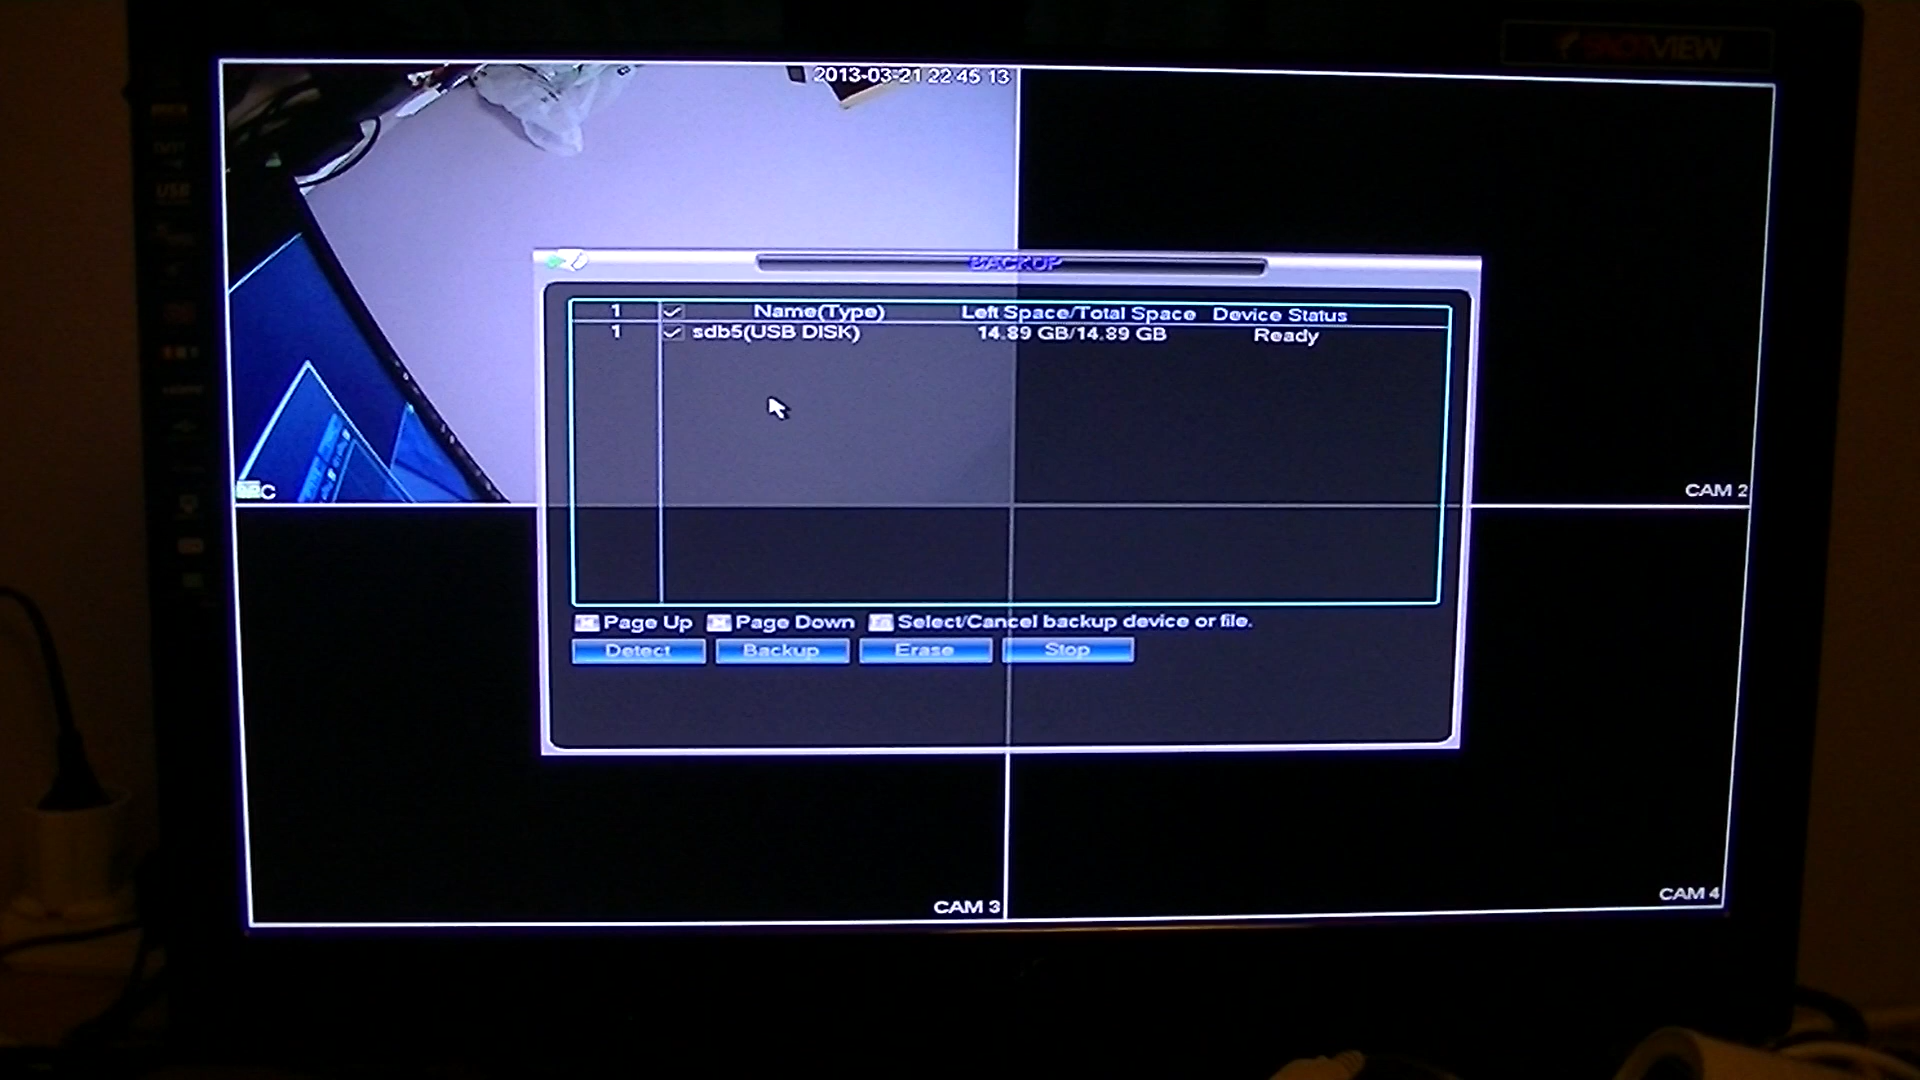 VIEW
2013-03-21 22:45:13
BACKUP
1 Name(Type) Left Space/Total Space Device Status
1 sdb5(USB DISK) 14.89 GB/14.89 GB Ready
CAM 2
Page Up Page Down Select/Cancel backup device or file.
Detect Backup Erase Stop
CAM 3
CAM 4
USB